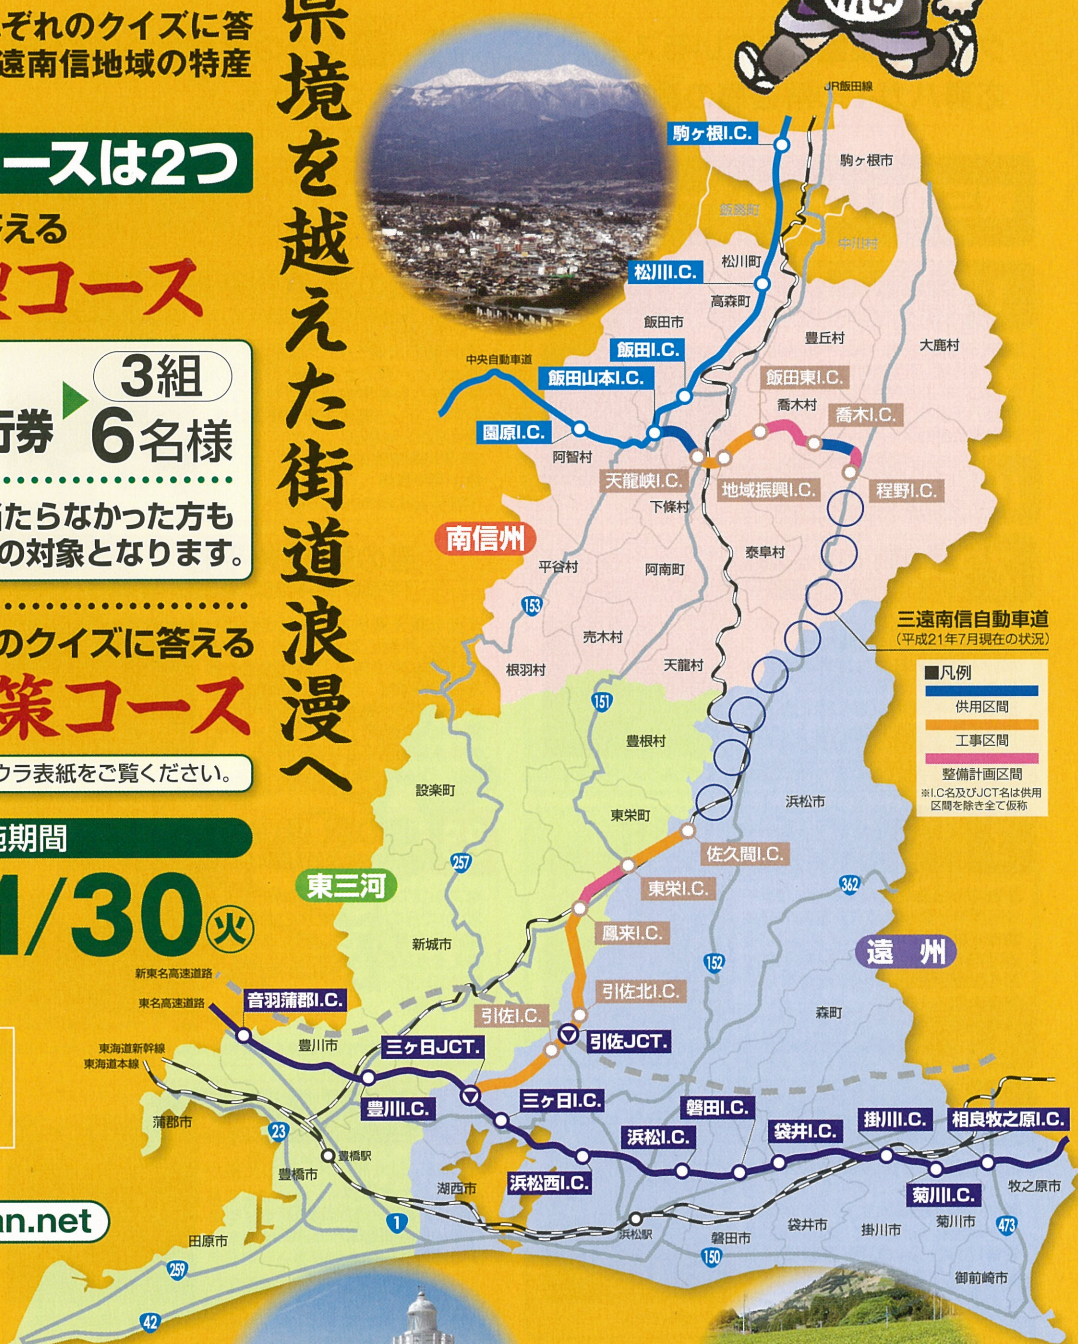 ぞれのクイズに答
遠南信地域の特産
ースは2つ
答える
コース
行券
3組
6名様
当たらなかった方も
の対象となります。
のクイズに答える
策コース
ウラ表紙をご覧ください。
施期間
1/30㊋
an.net
県境を越えた街道浪漫へ
JR飯田線
駒ヶ根I.C.
駒ヶ根市
飯島町
中川村
松川I.C.
松川町
高森町
飯田市
豊丘村
大鹿村
飯田I.C.
中央自動車道
飯田山本I.C.
飯田東I.C.
喬木村
喬木I.C.
園原I.C.
阿智村
天龍峡I.C.
地域振興I.C.
程野I.C.
下條村
南信州
泰阜村
平谷村
阿南町
153
売木村
根羽村
天龍村
三遠南信自動車道
(平成21年7月現在の状況)
■凡例
供用区間
工事区間
整備計画区間
※I.C名及びJCT名は供用
区間を除き全て仮称
151
豊根村
設楽町
東栄町
浜松市
佐久間I.C.
257
東栄I.C.
362
東三河
鳳来I.C.
新城市
遠州
152
新東名高速道路
引佐北I.C.
東名高速道路
音羽蒲郡I.C.
引佐I.C.
森町
豊川市
三ヶ日JCT.
引佐JCT.
東海道新幹線
東海道本線
豊川I.C.
三ヶ日I.C.
磐田I.C.
蒲郡市
23
浜松I.C.
袋井I.C.
掛川I.C.
相良牧之原I.C.
豊橋駅
豊橋市
浜松西I.C.
湖西市
菊川I.C.
牧之原市
1
浜松駅
磐田市
袋井市
掛川市
菊川市
473
田原市
150
259
御前崎市
42